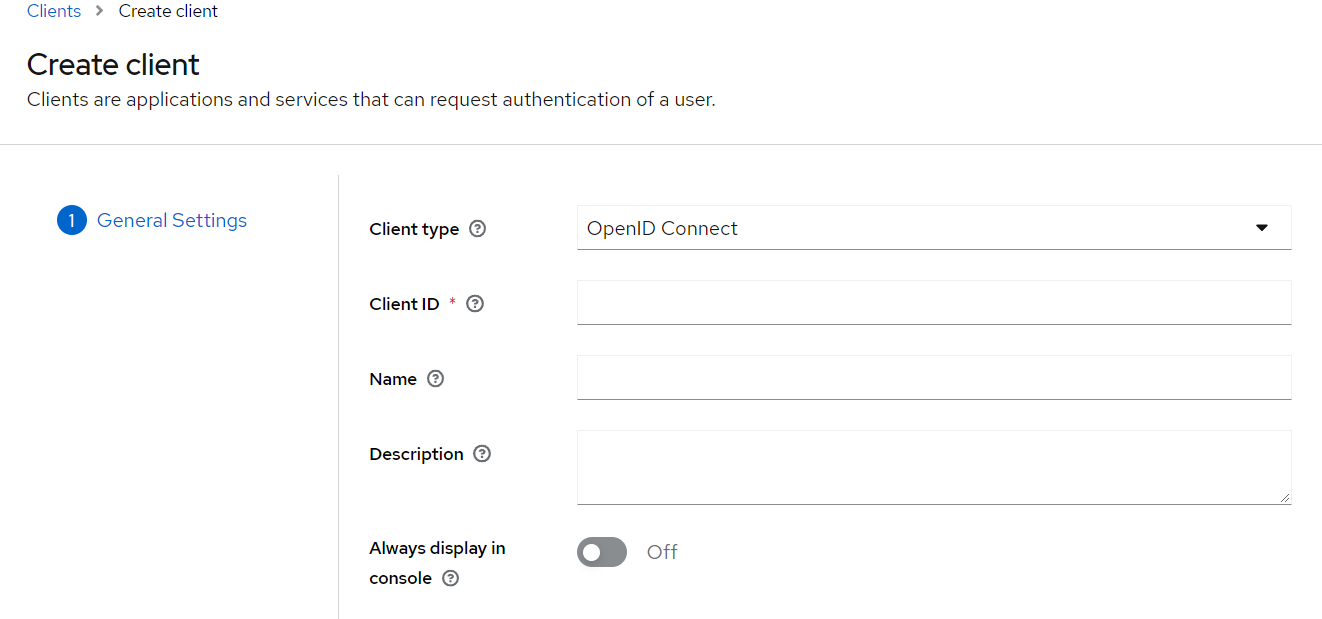 Clients > Create client
Create client
Clients are applications and services that can request authentication of a user.
1 General Settings
Client type ?
OpenID Connect
Client ID * ?
Name ?
Description ?
Always display in
console ?
Off